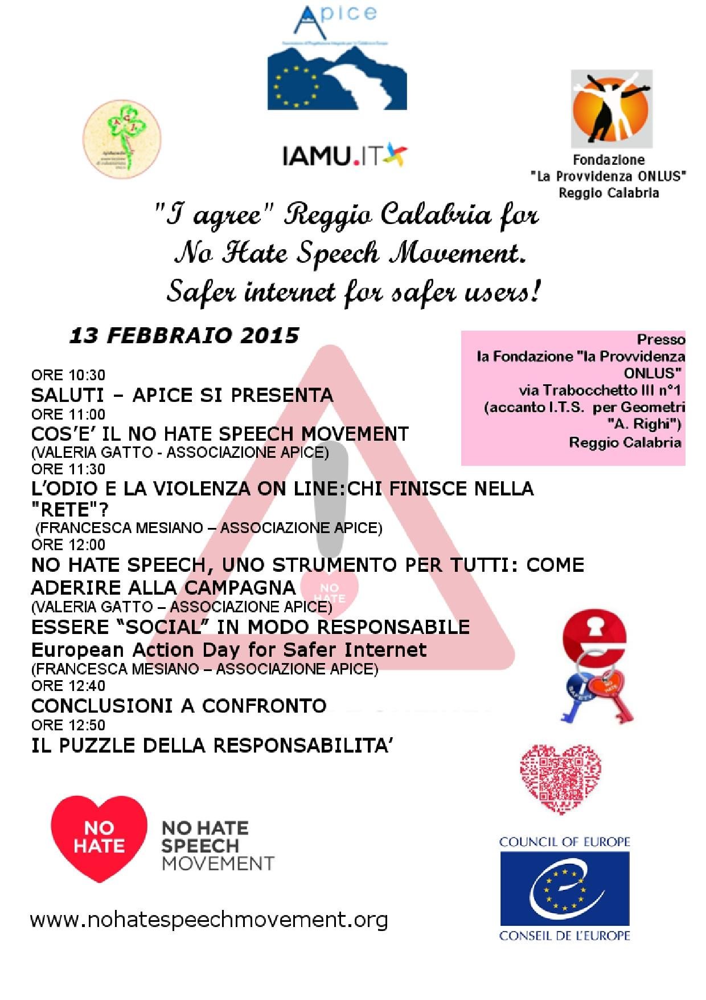 Apice
IAMU.IT
Fondazione
"La Provvidenza ONLUS"
Reggio Calabria
"I agree" Reggio Calabria for
No Hate Speech Movement.
Safer internet for safer users!
13 FEBBRAIO 2015
Presso
la Fondazione "la Provvidenza
ONLUS"
via Trabocchetto III n°1
(accanto I.T.S. per Geometri
"A. Righi")
Reggio Calabria
ORE 10:30
SALUTI – APICE SI PRESENTA
ORE 11:00
COS’E’ IL NO HATE SPEECH MOVEMENT
(VALERIA GATTO - ASSOCIAZIONE APICE)
ORE 11:30
L’ODIO E LA VIOLENZA ON LINE:CHI FINISCE NELLA
"RETE"?
(FRANCESCA MESIANO – ASSOCIAZIONE APICE)
ORE 12:00
NO HATE SPEECH, UNO STRUMENTO PER TUTTI: COME
ADERIRE ALLA CAMPAGNA
NO
HATE
(VALERIA GATTO – ASSOCIAZIONE APICE)
ESSERE “SOCIAL” IN MODO RESPONSABILE
European Action Day for Safer Internet
(FRANCESCA MESIANO – ASSOCIAZIONE APICE)
ORE 12:40
CONCLUSIONI A CONFRONTO
ORE 12:50
IL PUZZLE DELLA RESPONSABILITA’
SAFETY
NO
HATE
NO
HATE
NO HATE
SPEECH
MOVEMENT
COUNCIL OF EUROPE
CONSEIL DE L'EUROPE
www.nohatespeechmovement.org